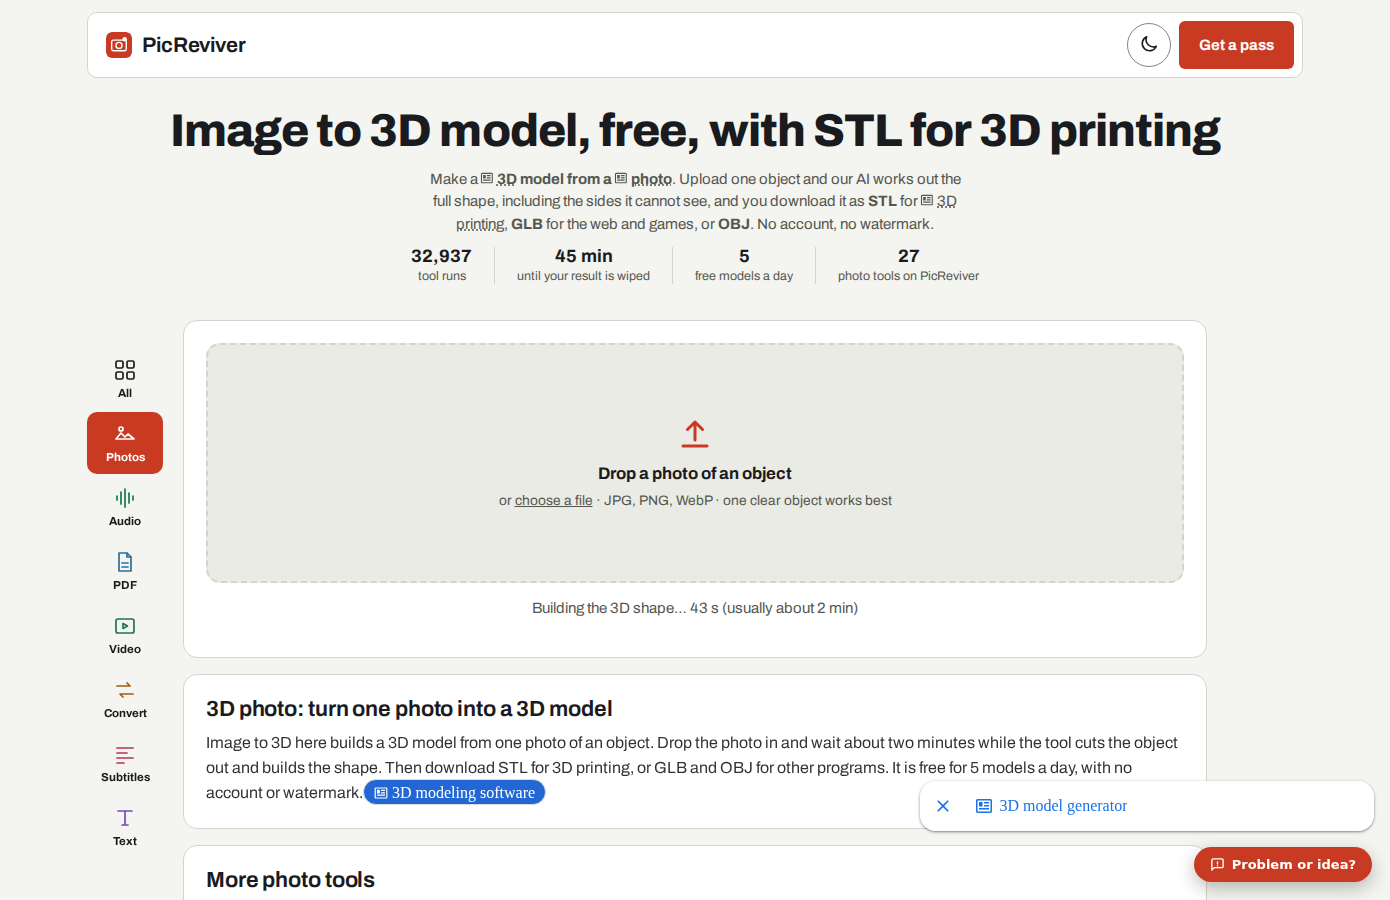 PicReviver
Get a pass
Image to 3D model, free, with STL for 3D printing
Make a 3D model from a photo. Upload one object and our AI works out the
full shape, including the sides it cannot see, and you download it as STL for 3D
printing, GLB for the web and games, or OBJ. No account, no watermark.
32,937
tool runs
45 min
until your result is wiped
5
free models a day
27
photo tools on PicReviver
All
Photos
Audio
PDF
Video
Convert
Subtitles
Text
Drop a photo of an object
or choose a file · JPG, PNG, WebP · one clear object works best
Building the 3D shape... 43 s (usually about 2 min)
3D photo: turn one photo into a 3D model
Image to 3D here builds a 3D model from one photo of an object. Drop the photo in and wait about two minutes while the tool cuts the object
out and builds the shape. Then download STL for 3D printing, or GLB and OBJ for other programs. It is free for 5 models a day, with no
account or watermark. 3D modeling software
3D model generator
Problem or idea?
More photo tools